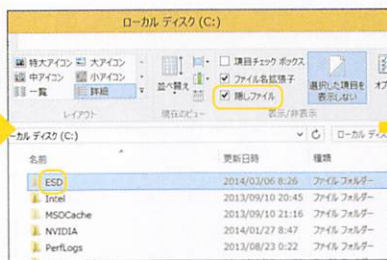 ローカル ディスク (C:)
特大アイコン 大アイコン
中アイコン 小アイコン
一覧 詳細
並べ替え
項目チェック ボックス
ファイル名拡張子
隠しファイル
選択した項目を
表示しない
オプ
レイアウト 現在のビュー 表示/非表示
ーカル ディスク (C:)
ローカル ディス
名前 更新日時 種類
ESD 2014/03/06 8:26 ファイル フォルダー
Intel 2013/09/10 20:45 ファイル フォルダー
MSOCache 2013/09/10 21:16 ファイル フォルダー
NVIDIA 2014/01/27 8:47 ファイル フォルダー
PerfLogs 2013/08/23 0:22 ファイル フォルダー